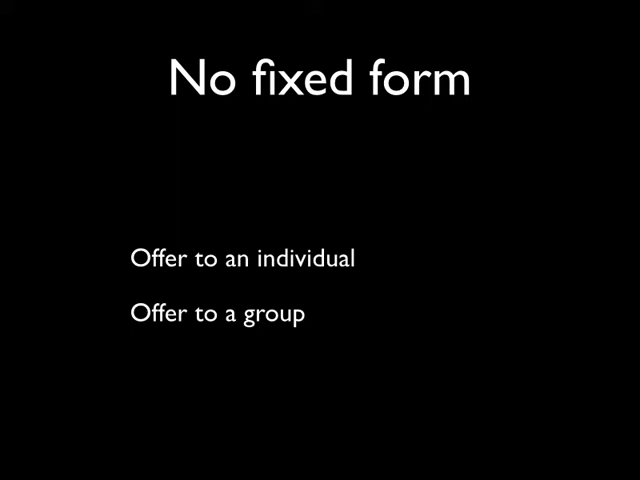 No fixed form
Offer to an individual
Offer to a group